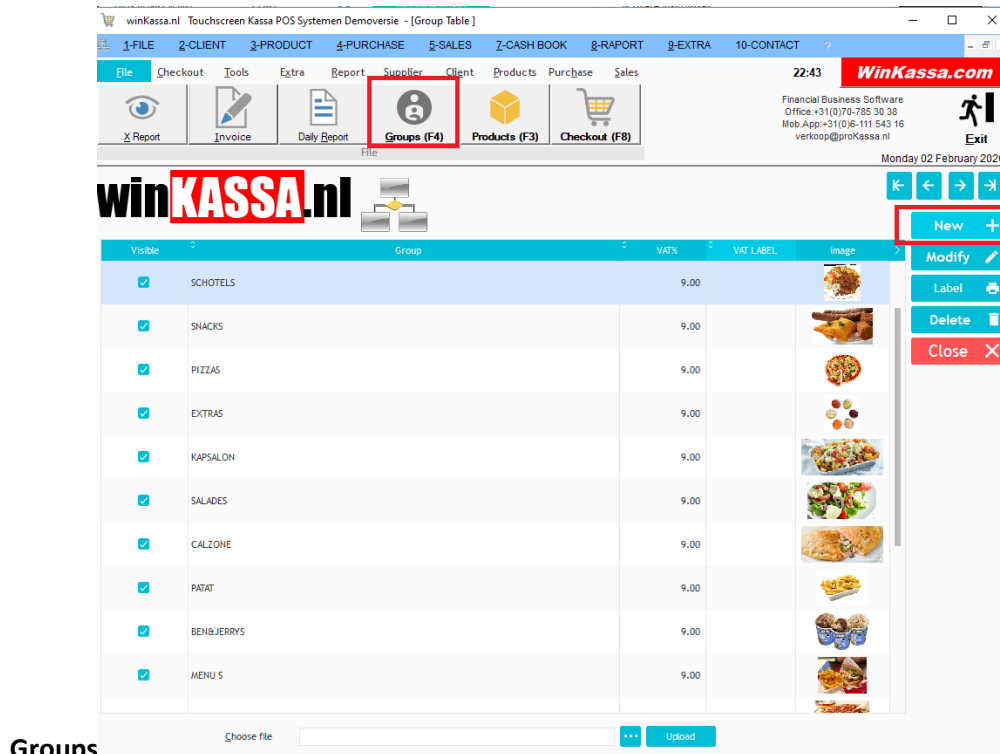 winKassa.nl Touchscreen Kassa POS Systemen Demoversie - [Group Table ]
1-FILE 2-CLIENT 3-PRODUCT 4-PURCHASE 5-SALES 7-CASH BOOK 8-RAPORT 9-EXTRA 10-CONTACT ?
File Checkout Tools Extra Report Supplier Client Products Purchase Sales 22:43 WinKassa.com
Financial Business Software
Office:+31(0)70-785 30 38
Mob.App:+31(0)6-111 543 16
verkoop@proKassa.nl
X Report Invoice Daily Report Groups (F4) Products (F3) Checkout (F8) Exit
File
Monday 02 February 2026
winKASSA.nl
New
Visible Group VAT% VAT LABEL image
Modify
SCHOTELS 9.00
Label
SNACKS 9.00
Delete
Close
PIZZAS 9.00
EXTRAS 9.00
KAPSALON 9.00
SALADES 9.00
CALZONE 9.00
PATAT 9.00
BEN&JERRYS 9.00
MENU S 9.00
Choose file ... Upload
Groups